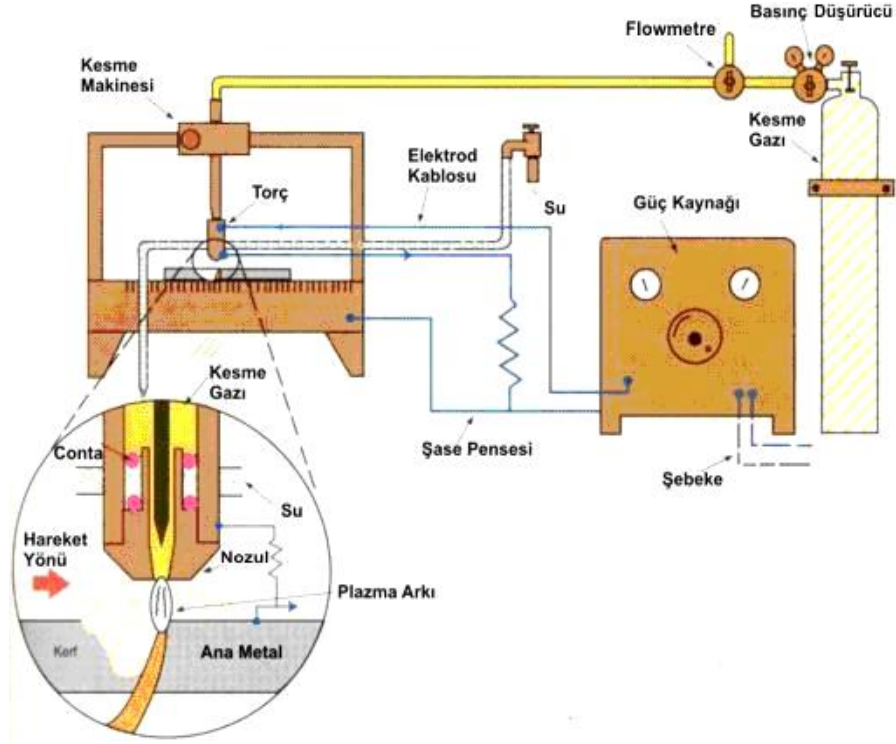 Basınç Düşürücü
Flowmetre
Kesme
Makinesi
Kesme
Gazı
Elektrod
Kablosu
Torç
Su
Güç Kaynağı
Kesme
Gazı
Conta
Şase Pensesi
Şebeke
Su
Hareket
Yönü
Nozul
Plazma Arkı
Kerf
Ana Metal